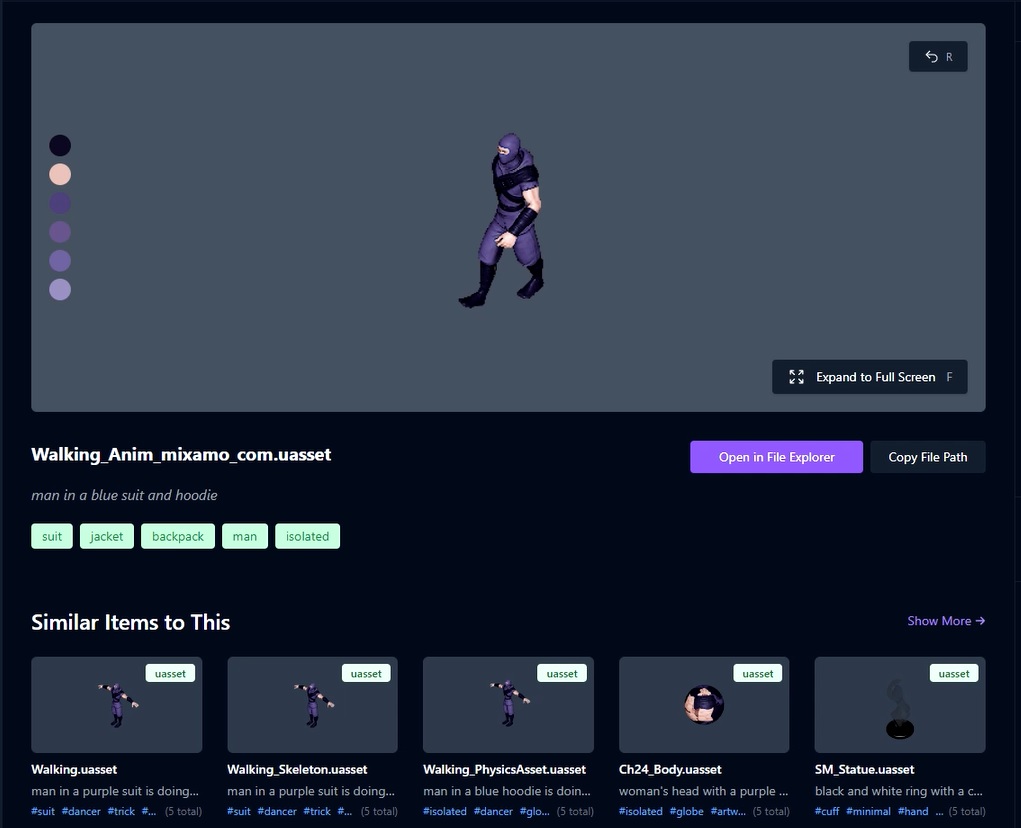 R
Expand to Full Screen F
Walking_Anim_mixamo_com.uasset
Open in File Explorer
Copy File Path
man in a blue suit and hoodie
suit jacket backpack man isolated
Similar Items to This
Show More →
uasset uasset uasset uasset uasset
Walking.uasset Walking_Skeleton.uasset Walking_PhysicsAsset.uasset Ch24_Body.uasset SM_Statue.uasset
man in a purple suit is doing... man in a purple suit is doing... man in a blue hoodie is doin... woman's head with a purple ... black and white ring with a c...
#suit #dancer #trick #... (5 total) #suit #dancer #trick #... (5 total) #isolated #dancer #glo... (5 total) #isolated #globe #artw... (5 total) #cuff #minimal #hand ... (5 total)